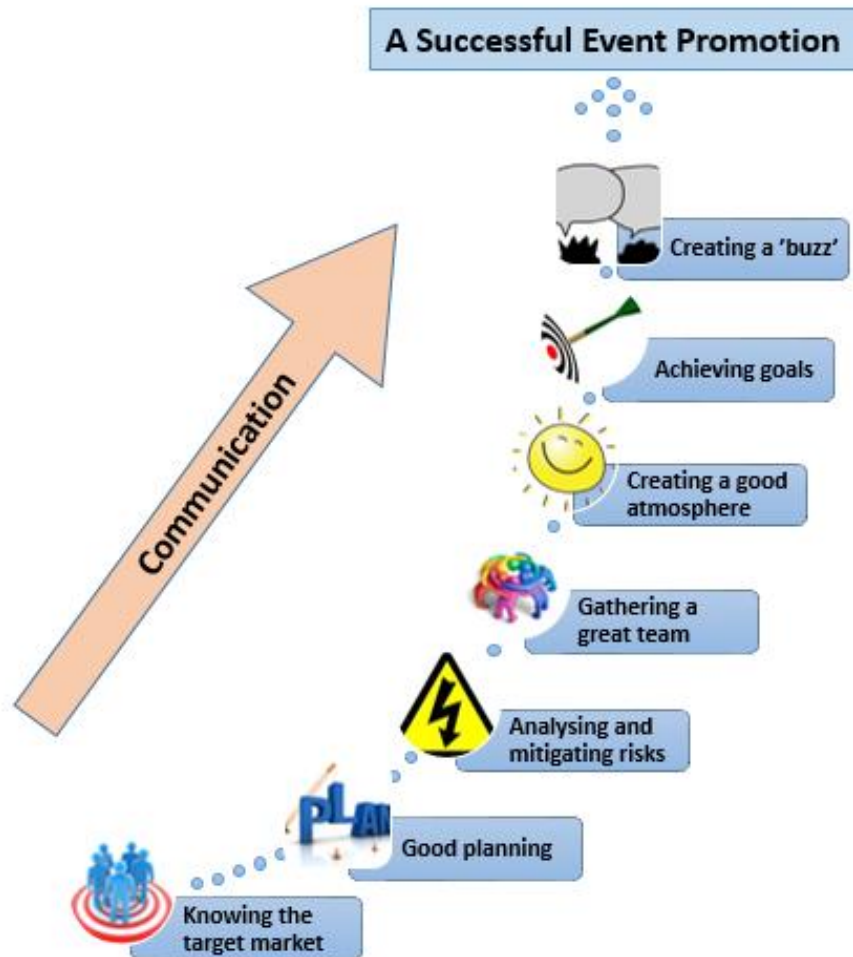 A Successful Event Promotion
Creating a ’buzz’
Achieving goals
Creating a good
atmosphere
Gathering a
great team
Analysing and
mitigating risks
PLAN
Good planning
Knowing the
target market
Communication